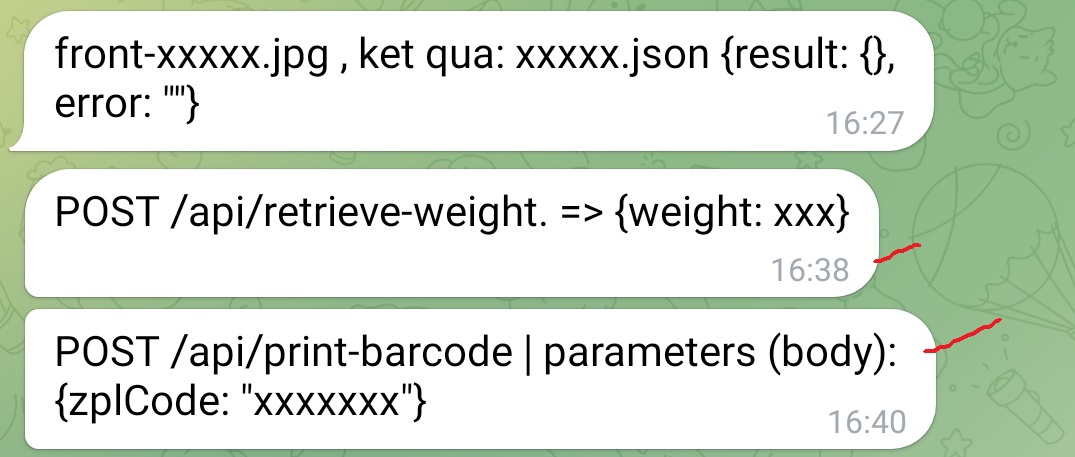 front-xxxxx.jpg , ket qua: xxxxx.json {result: {},
error: ""}
16:27
POST /api/retrieve-weight. => {weight: xxx}
16:38
POST /api/print-barcode | parameters (body):
{zplCode: "xxxxxxx"}
16:40